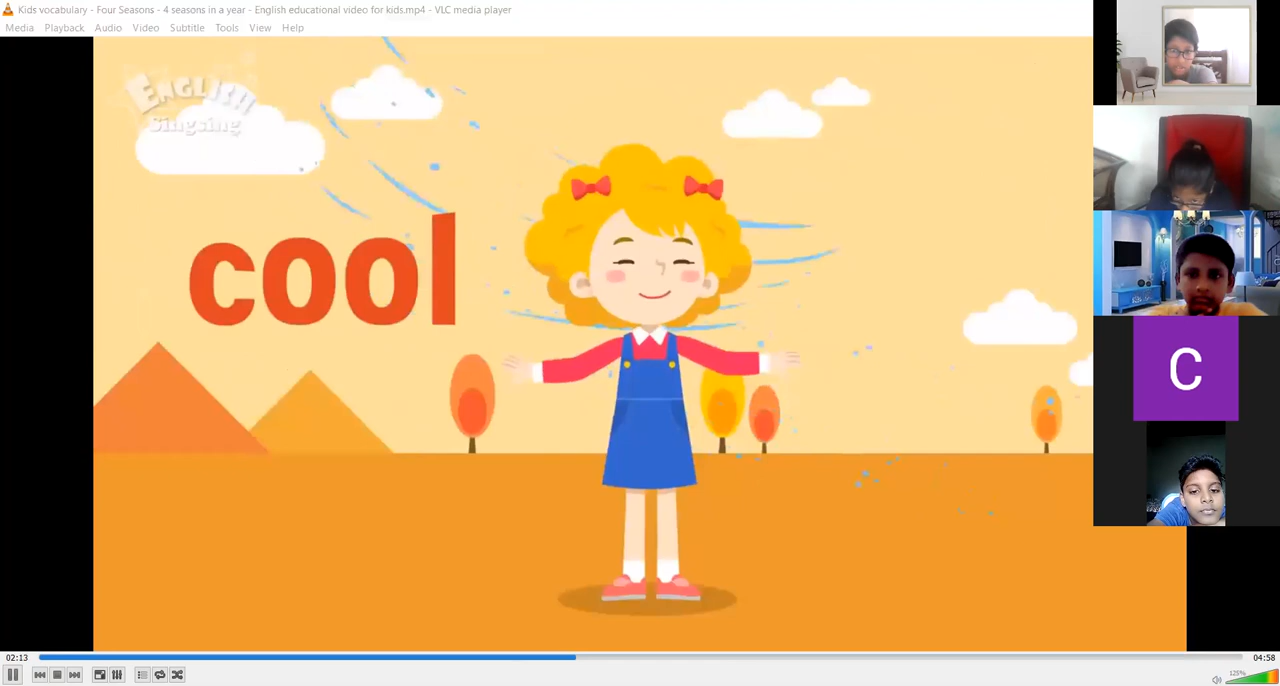 Kids vocabulary - Four Seasons - 4 seasons in a year - English educational video for kids.mp4 - VLC media player
Media Playback Audio Video Subtitle Tools View Help
ENGLISH
Singsing
cool
C
02:13
04:58
125%